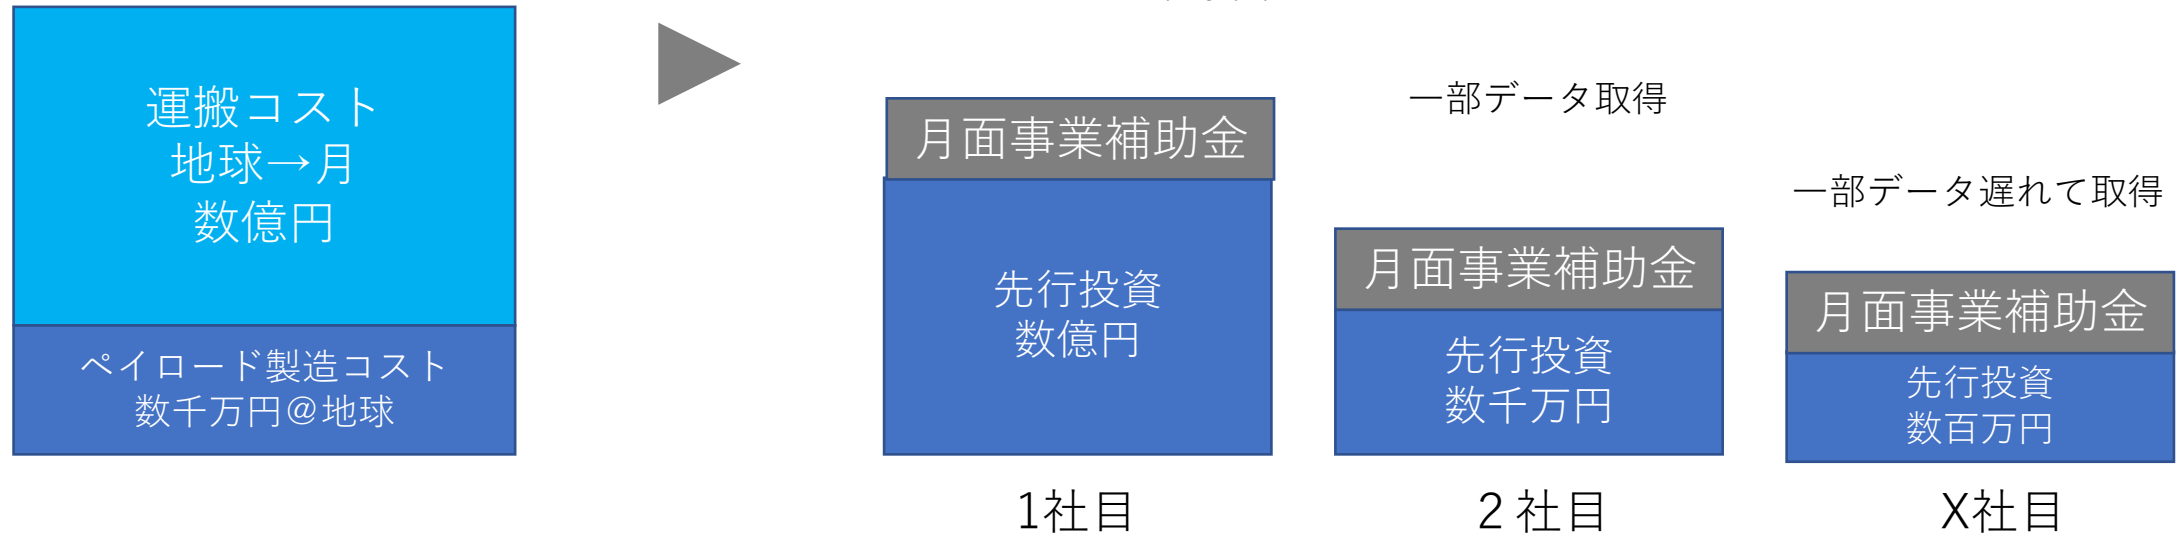 運搬コスト
地球→月
数億円
ペイロード製造コスト
数千万円@地球
月面事業補助金
先行投資
数億円
1社目
一部データ取得
月面事業補助金
先行投資
数千万円
２社目
一部データ遅れて取得
月面事業補助金
先行投資
数百万円
X社目